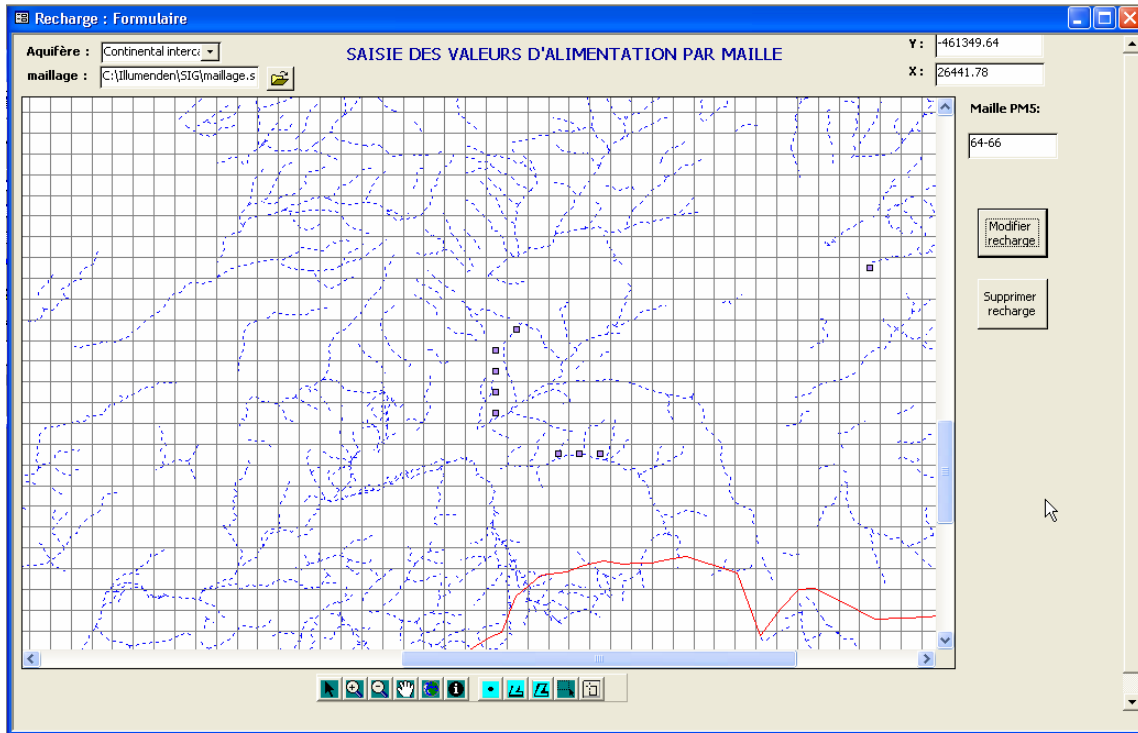 Recharge : Formulaire
Aquifère : Continental interca
SAISIE DES VALEURS D'ALIMENTATION PAR MAILLE
Y : -461349.64
maillage : C:\Illumenden\SIG\maillage.s
X : 26441.78
Maille PM5:
64-66
Modifier
recharge
Supprimer
recharge